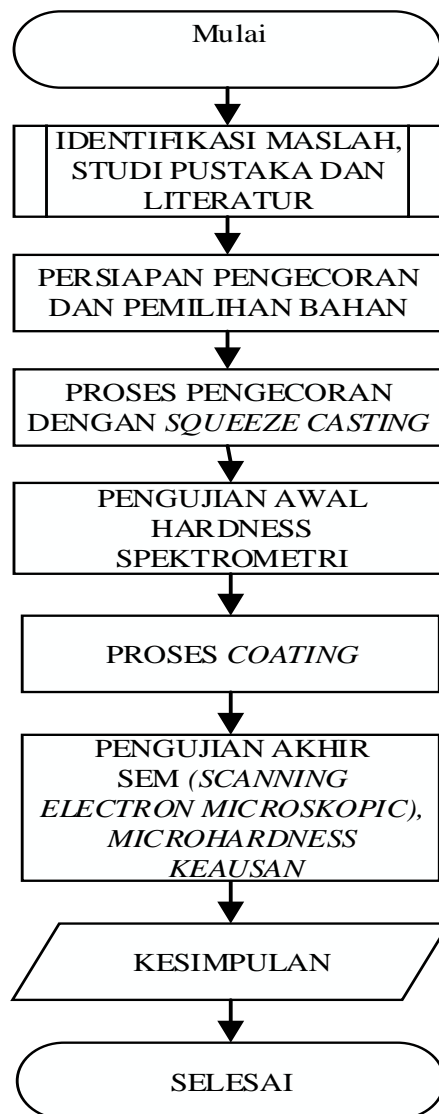 Mulai
IDENTIFIKASI MASLAH,
STUDI PUSTAKA DAN
LITERATUR
PERSIAPAN PENGECORAN
DAN PEMILIHAN BAHAN
PROSES PENGECORAN
DENGAN SQUEEZE CASTING
PENGUJIAN AWAL
HARDNESS
SPEKTROMETRI
PROSES COATING
PENGUJIAN AKHIR
SEM (SCANNING
ELECTRON MICROSKOPIC),
MICROHARDNESS
KEAUSAN
KESIMPULAN
SELESAI